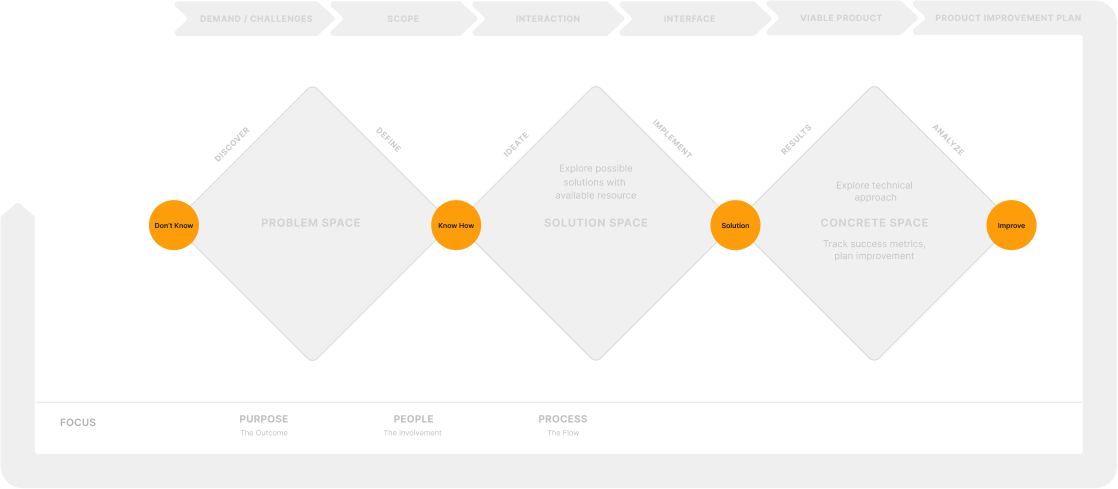 DEMAND / CHALLENGES
SCOPE
INTERACTION
INTERFACE
VIABLE PRODUCT
PRODUCT IMPROVEMENT PLAN
DISCOVER
DEFINE
IDEATE
IMPLEMENT
RESULTS
ANALYZE
Explore possible
solutions with
available resource
Explore technical
approach
Don't Know
PROBLEM SPACE
Know How
SOLUTION SPACE
Solution
CONCRETE SPACE
Improve
Track success metrics,
plan improvement
FOCUS
PURPOSE
The Outcome
PEOPLE
The Involvement
PROCESS
The Flow